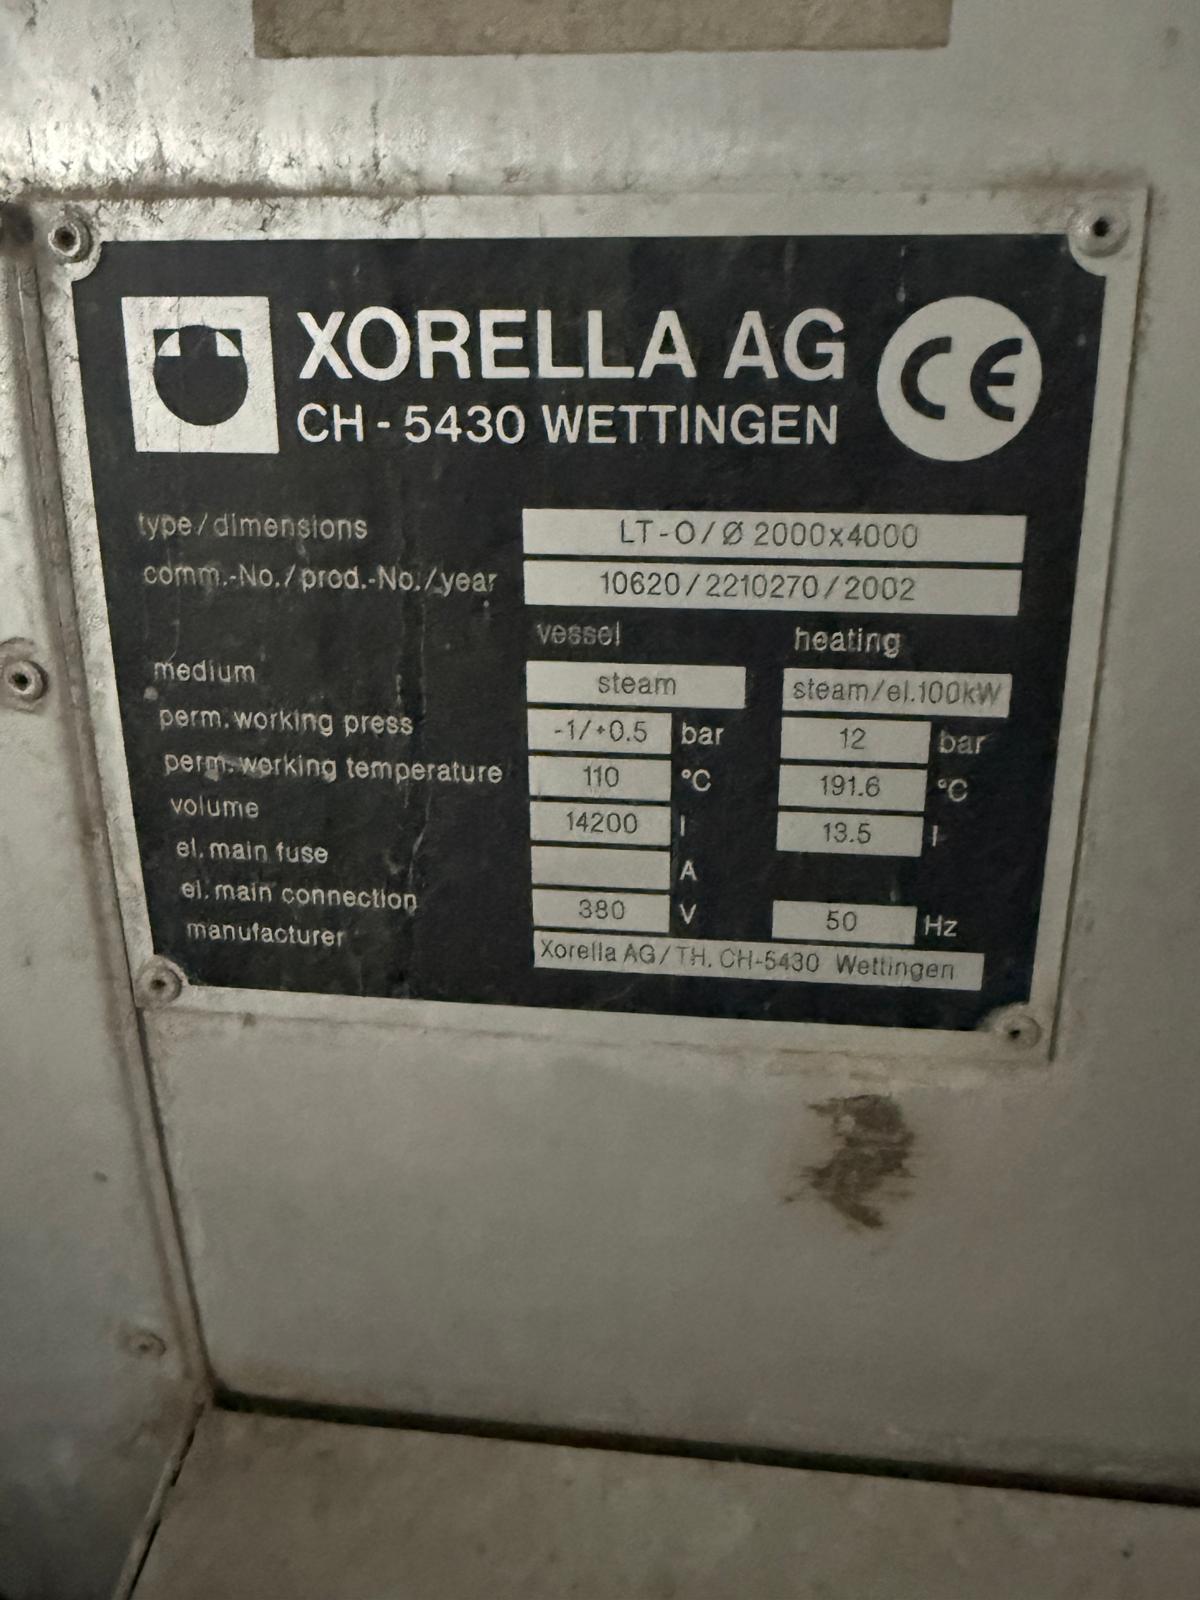 XORELLA AG
CH - 5430 WETTINGEN
CE
type/dimensions LT-O/Ø 2000x4000
comm.-No./prod.-No./year 10620/2210270/2002
vessel heating
medium steam steam/el.100kW
perm.working press -1/+0.5 bar 12 bar
perm.working temperature 110 °C 191.6 °C
volume 14200 l 13.5 l
el.main fuse A
el.main connection 380 V 50 Hz
manufacturer Xorella AG/TH. CH-5430 Wettingen